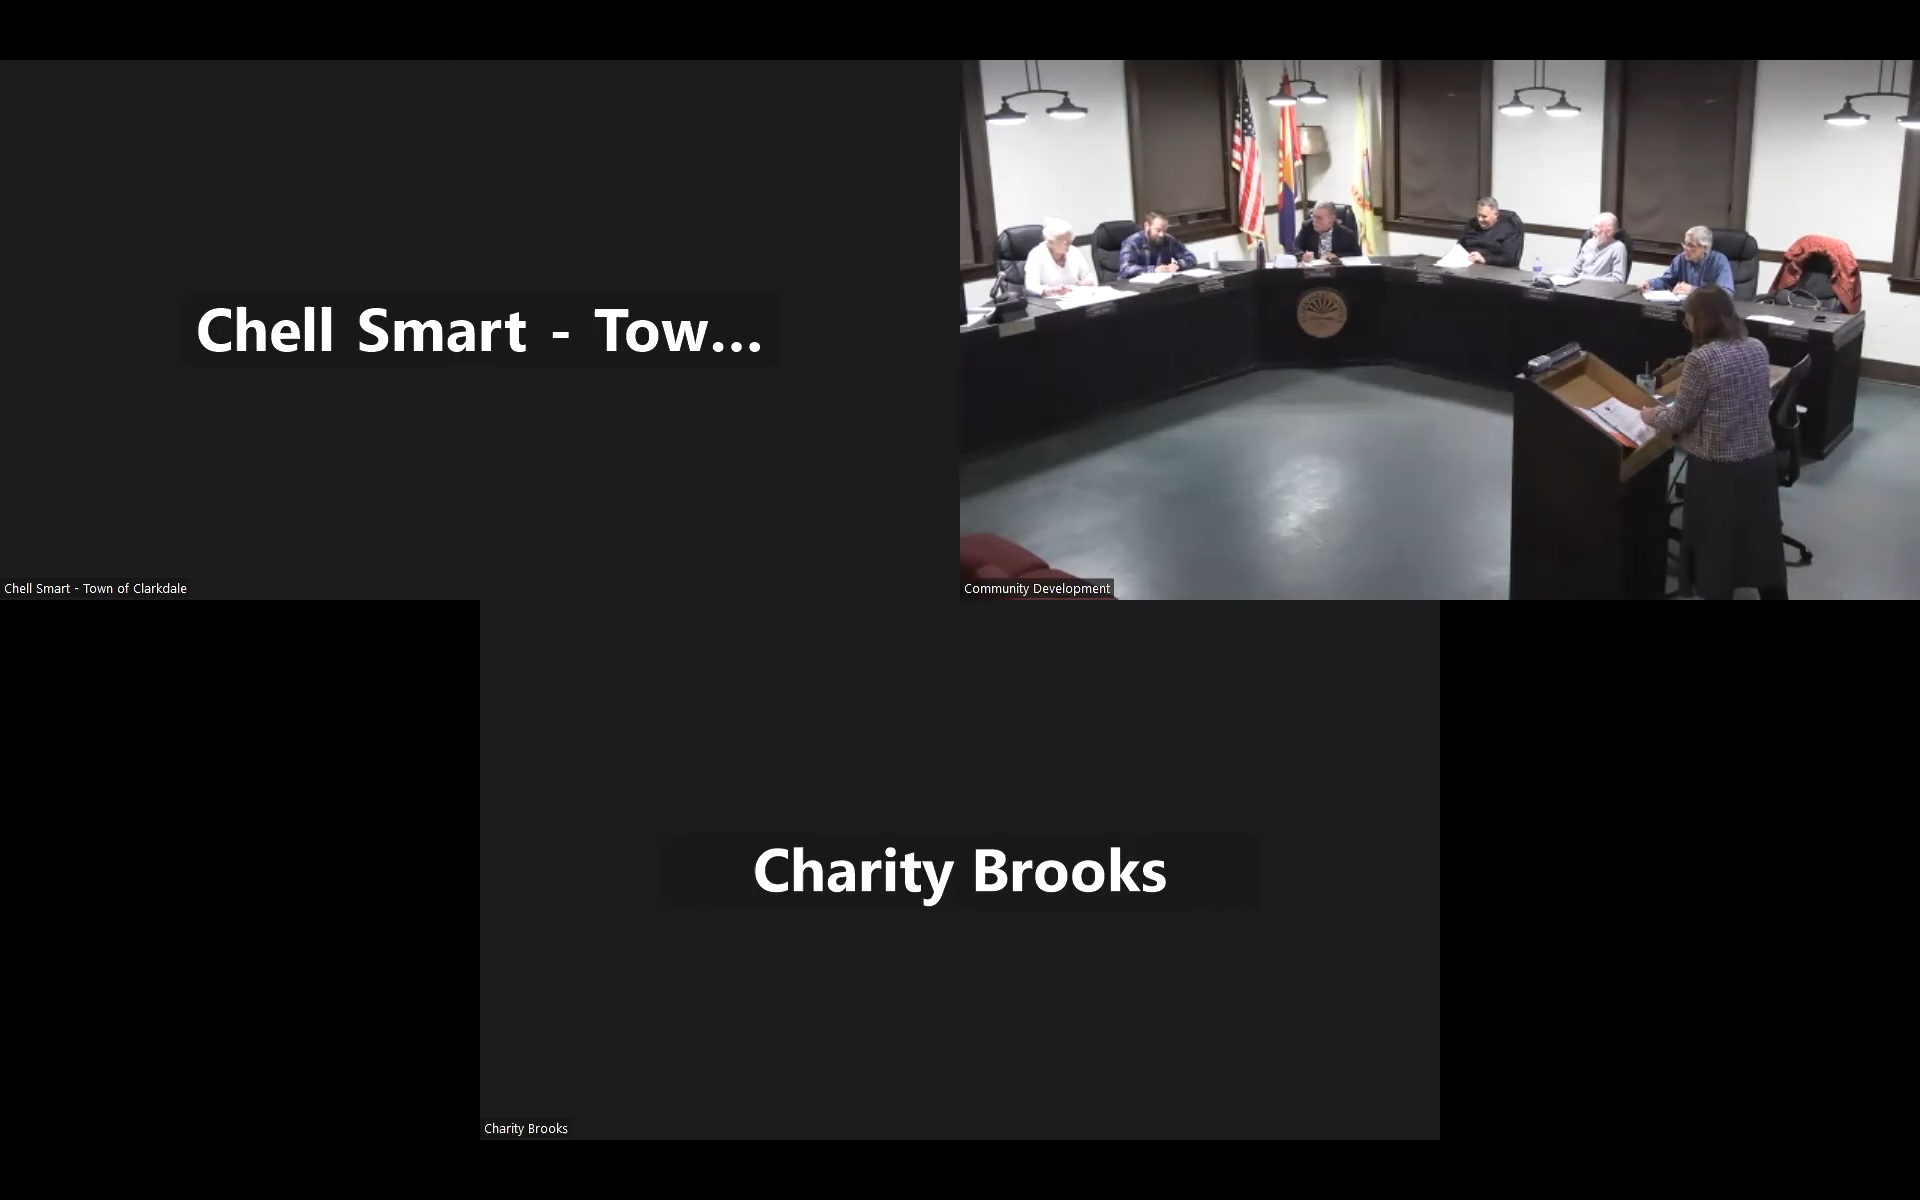 Chell Smart - Tow...
Chell Smart - Town of Clarkdale
Community Development
Charity Brooks
Charity Brooks